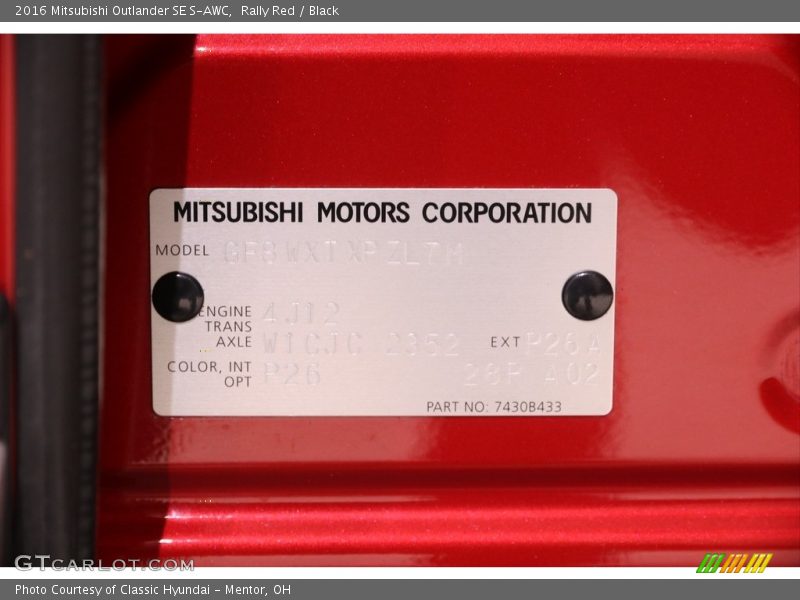 2016 Mitsubishi Outlander SE S-AWC, Rally Red / Black
MITSUBISHI MOTORS CORPORATION
MODEL GF8WXTXPZL7M
ENGINE 4J12
TRANS
AXLE W1CJC 2352 EXT P26A
COLOR, INT P26 28P A02
OPT
PART NO: 7430B433
GTCARLOT.COM
Photo Courtesy of Classic Hyundai - Mentor, OH